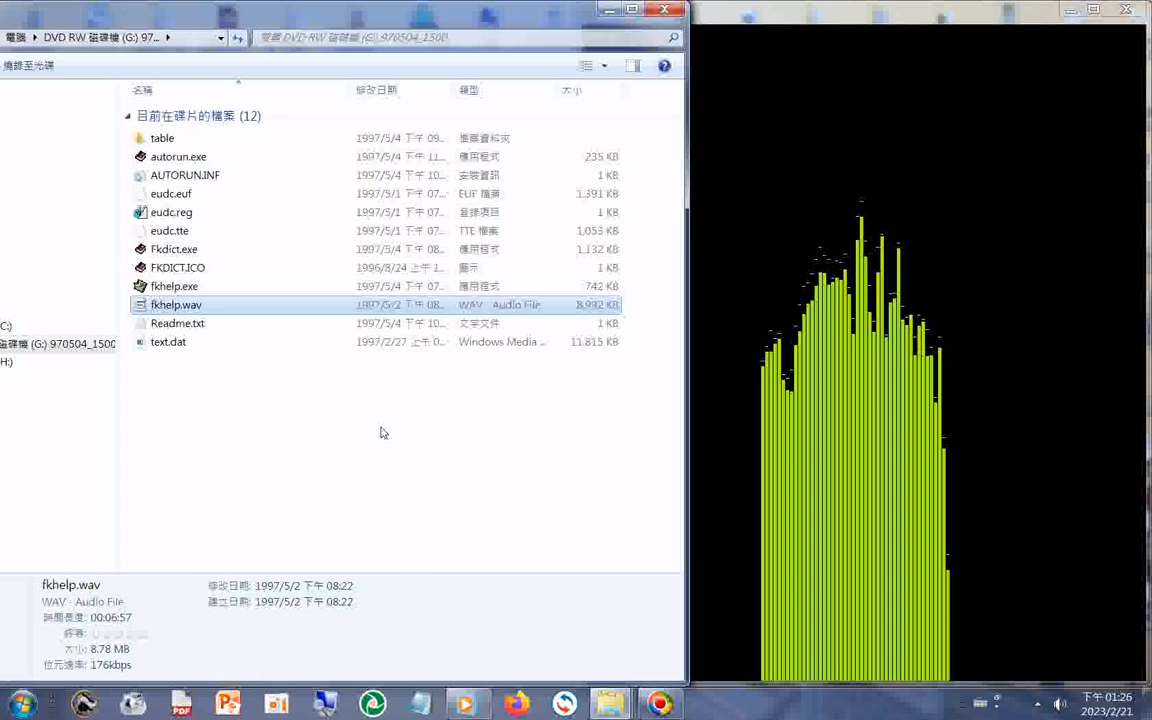 電腦 ▸ DVD RW 磁碟機 (G:) 97... ▸
搜尋 DVD RW 磁碟機 (G:) 970504_1500
燒錄至光碟
名稱 修改日期 類型 大小
目前在碟片的檔案 (12)
table 1997/5/4 下午 09... 檔案資料夾
autorun.exe 1997/5/4 下午 11... 應用程式 235 KB
AUTORUN.INF 1997/5/4 下午 10... 安裝資訊 1 KB
eudc.euf 1997/5/1 下午 07... EUF 檔案 1,391 KB
eudc.reg 1997/5/1 下午 07... 登錄項目 1 KB
eudc.tte 1997/5/1 下午 07... TTE 檔案 1,053 KB
Fkdict.exe 1997/5/4 下午 08... 應用程式 1,132 KB
FKDICT.ICO 1996/3/24 上午 1... 圖示 1 KB
fkhelp.exe 1997/5/4 下午 07... 應用程式 742 KB
fkhelp.wav 1997/5/2 下午 08... WAV - Audio File 8,992 KB
Readme.txt 1997/5/4 下午 10... 文字文件 1 KB
text.dat 1997/2/27 上午 0... Windows Media ... 11,815 KB
C:)
磁碟機 (G:) 970504_1500
H:)
fkhelp.wav
WAV - Audio File
時間長度: 00:06:57
大小: 8.78 MB
位元速率: 176kbps
修改日期: 1997/5/2 下午 08:22
建立日期: 1997/5/2 下午 08:22
PDF
下午 01:26
2023/2/21